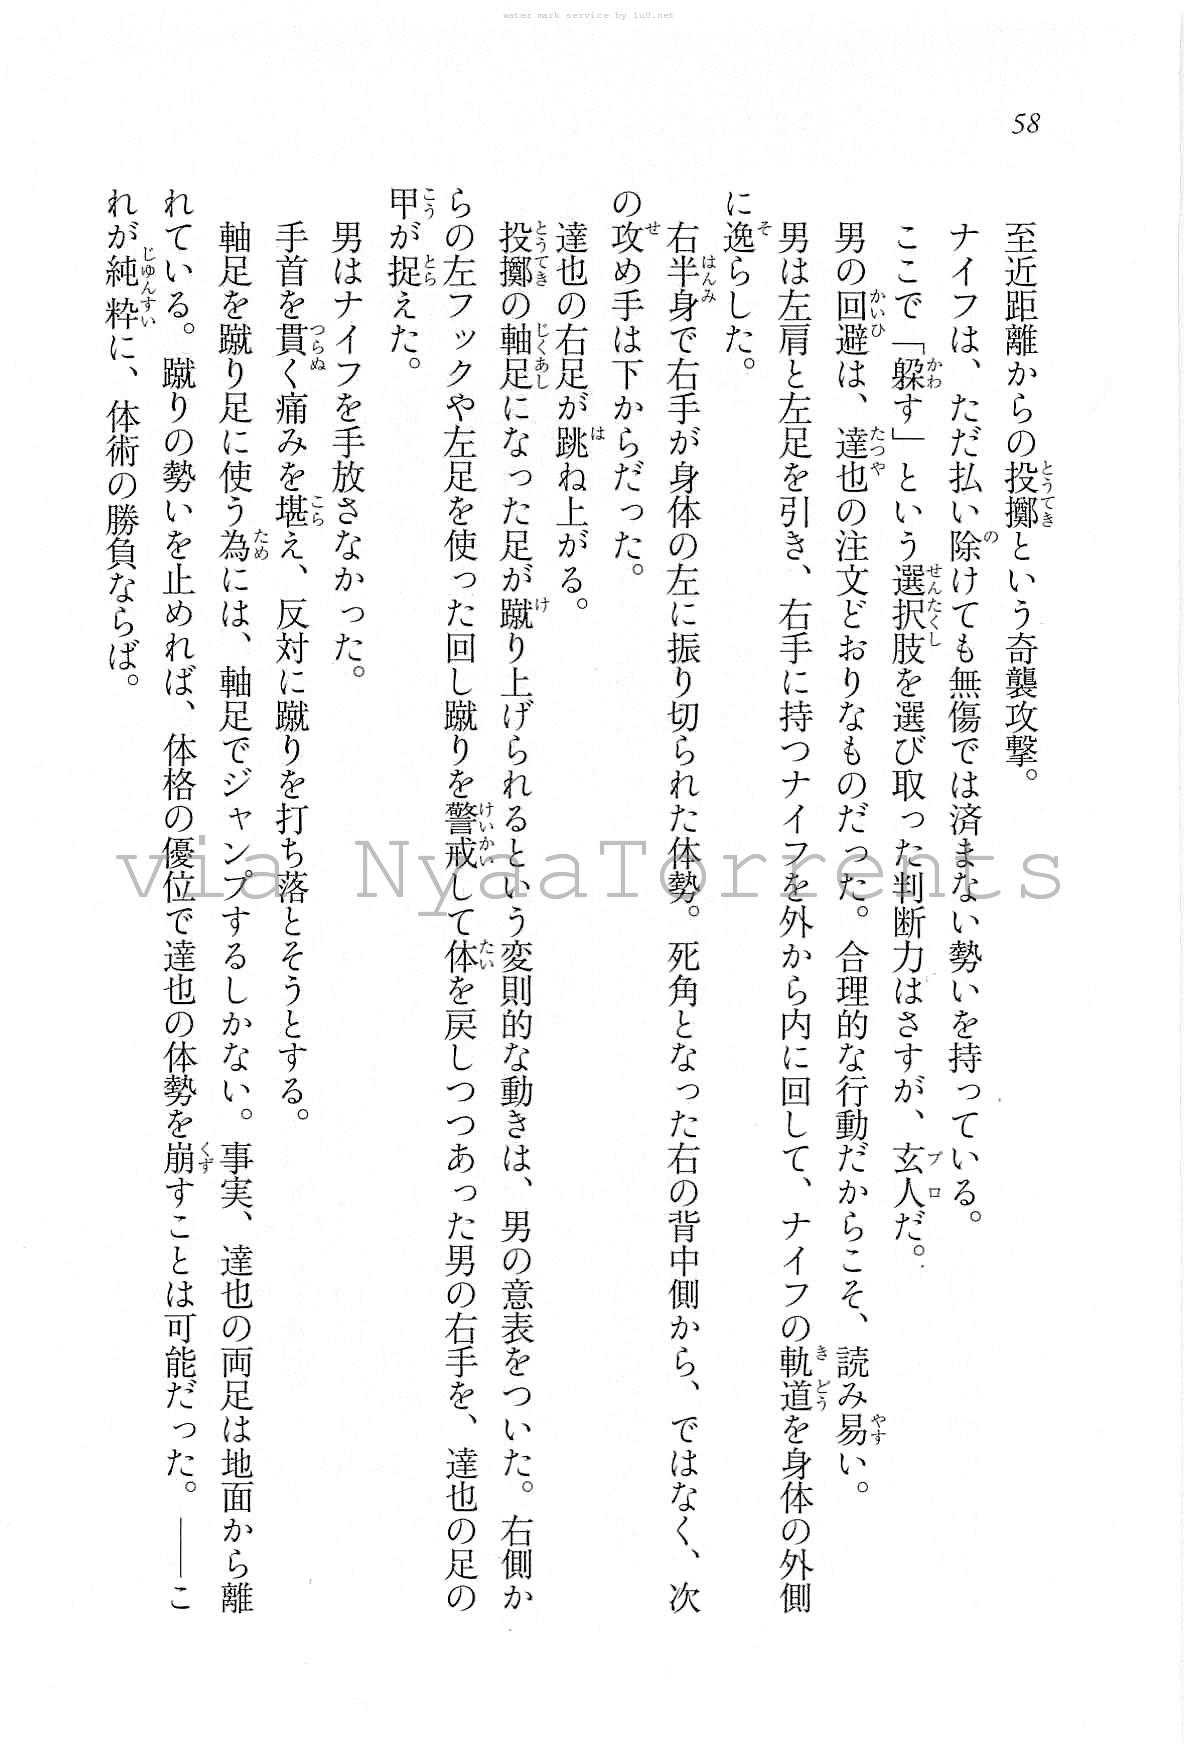 water mark service by lu0.net
58
至近距離からの投擲という奇襲攻撃。
ナイフは、ただ払い除けても無傷では済まない勢いを持っている。
ここで「躱す」という選択肢を選び取った判断力はさすが、玄人だ。
男の回避は、達也の注文どおりなものだった。合理的な行動だからこそ、読み易い。
男は左肩と左足を引き、右手に持つナイフを外から内に回して、ナイフの軌道を身体の外側
に逸らした。
右半身で右手が身体の左に振り切られた体勢。死角となった右の背中側から、ではなく、次
の攻め手は下からだった。
達也の右足が跳ね上がる。
投擲の軸足になった足が蹴り上げられるという変則的な動きは、男の意表をついた。右側か
らの左フックや左足を使った回し蹴りを警戒して体を戻しつつあった男の右手を、達也の足の
甲が捉えた。
男はナイフを手放さなかった。
手首を貫く痛みを堪え、反対に蹴りを打ち落とそうとする。
軸足を蹴り足に使う為には、軸足でジャンプするしかない。事実、達也の両足は地面から離
れている。蹴りの勢いを止めれば、体格の優位で達也の体勢を崩すことは可能だった。――こ
れが純粋に、体術の勝負ならば。
via NyaaTorrents